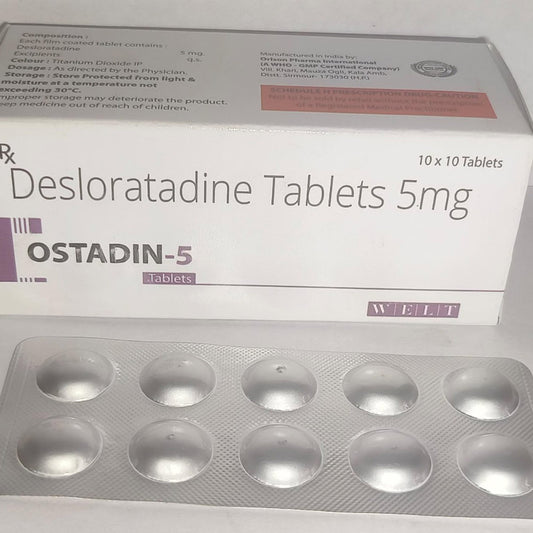 Composition :
Each film coated tablet contains :
Desloratadine 5 mg.
Excipients q.s.
Colour : Titanium Dioxide IP
Dosage : As directed by the Physician.
Storage : Store Protected from light &
moisture at a temperature not
exceeding 30°C.
improper storage may deteriorate the product.
eep medicine out of reach of children.
Manufactured in India by
Orison Pharma International
(A WHO - GMP Certified Company)
Vill. Khari, Mauza Ogli, Kala Amb,
Distt. Sirmour- 173030 (H.P.)
SCHEDULE H PRESCRIPTION DRUG-CAUTION
Not to be sold by retail without the prescription
of a Registered Medical Practitioner.
Rx
10 x 10 Tablets
Desloratadine Tablets 5mg
OSTADIN-5
Tablets
WELT